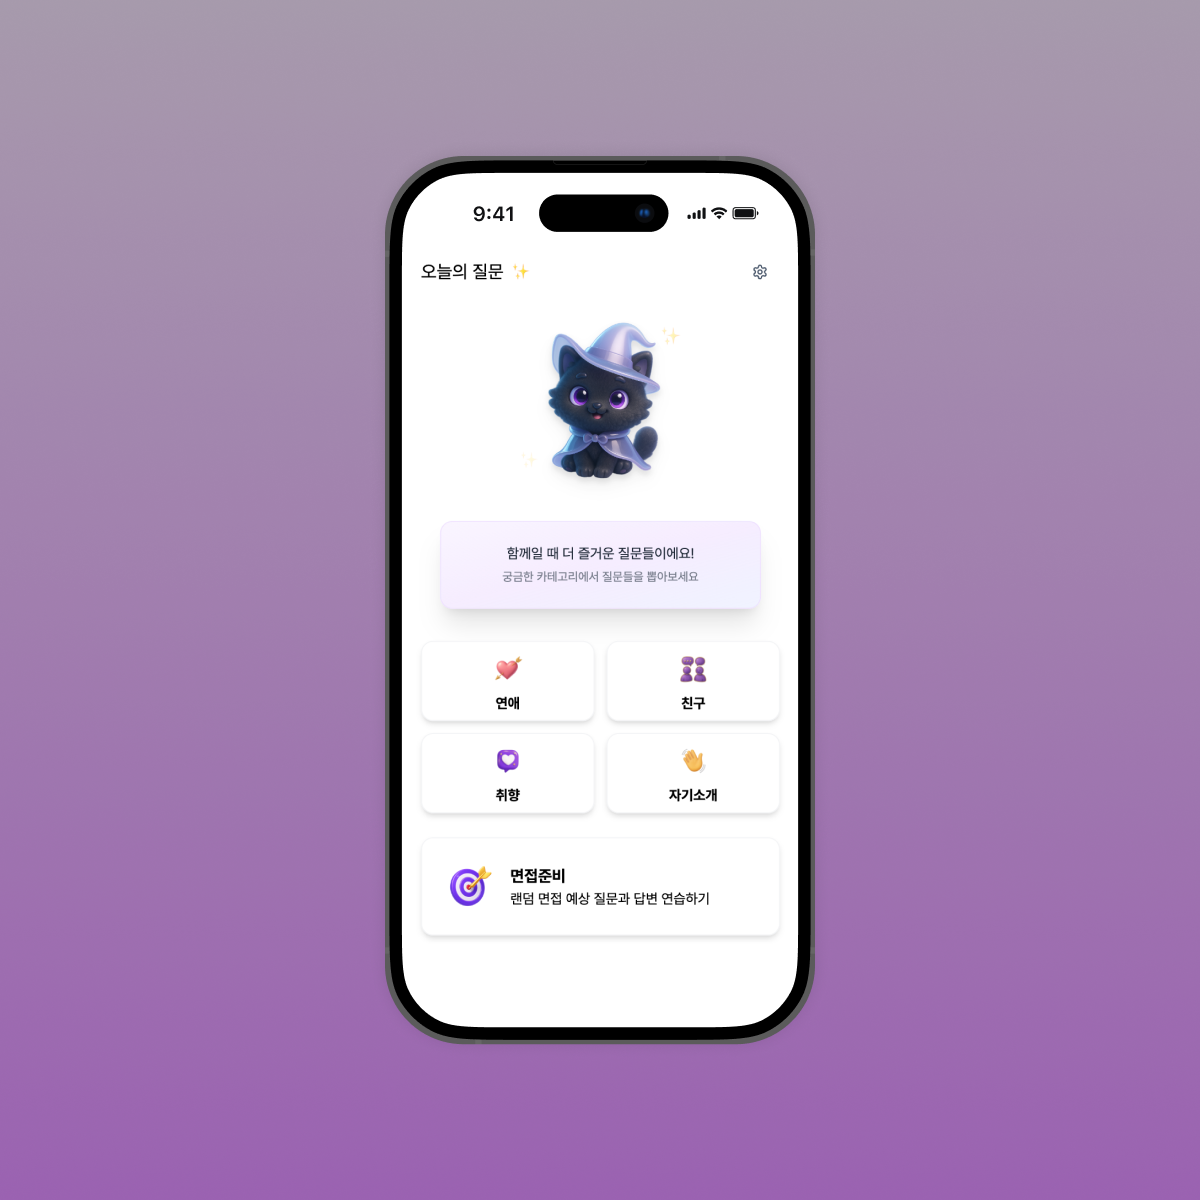 9:41
오늘의 질문 ✨
함께일 때 더 즐거운 질문들이에요!
궁금한 카테고리에서 질문들을 뽑아보세요
연애
친구
취향
자기소개
면접준비
랜덤 면접 예상 질문과 답변 연습하기